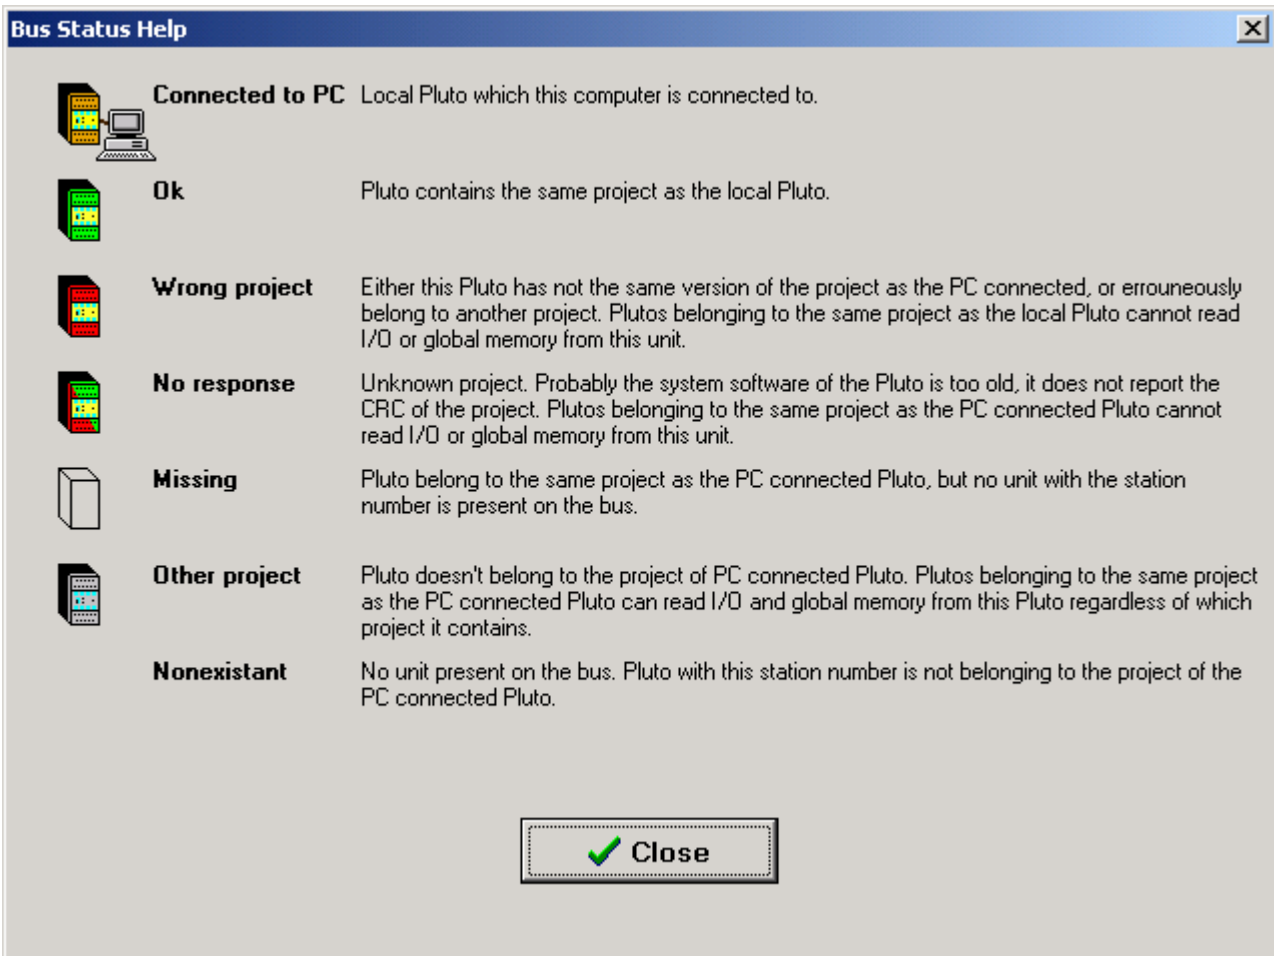 Bus Status Help
Connected to PC Local Pluto which this computer is connected to.
Ok Pluto contains the same project as the local Pluto.
Wrong project Either this Pluto has not the same version of the project as the PC connected, or errouneously
belong to another project. Plutos belonging to the same project as the local Pluto cannot read
I/O or global memory from this unit.
No response Unknown project. Probably the system software of the Pluto is too old, it does not report the
CRC of the project. Plutos belonging to the same project as the PC connected Pluto cannot
read I/O or global memory from this unit.
Missing Pluto belong to the same project as the PC connected Pluto, but no unit with the station
number is present on the bus.
Other project Pluto doesn't belong to the project of PC connected Pluto. Plutos belonging to the same project
as the PC connected Pluto can read I/O and global memory from this Pluto regardless of which
project it contains.
Nonexistant No unit present on the bus. Pluto with this station number is not belonging to the project of the
PC connected Pluto.
Close